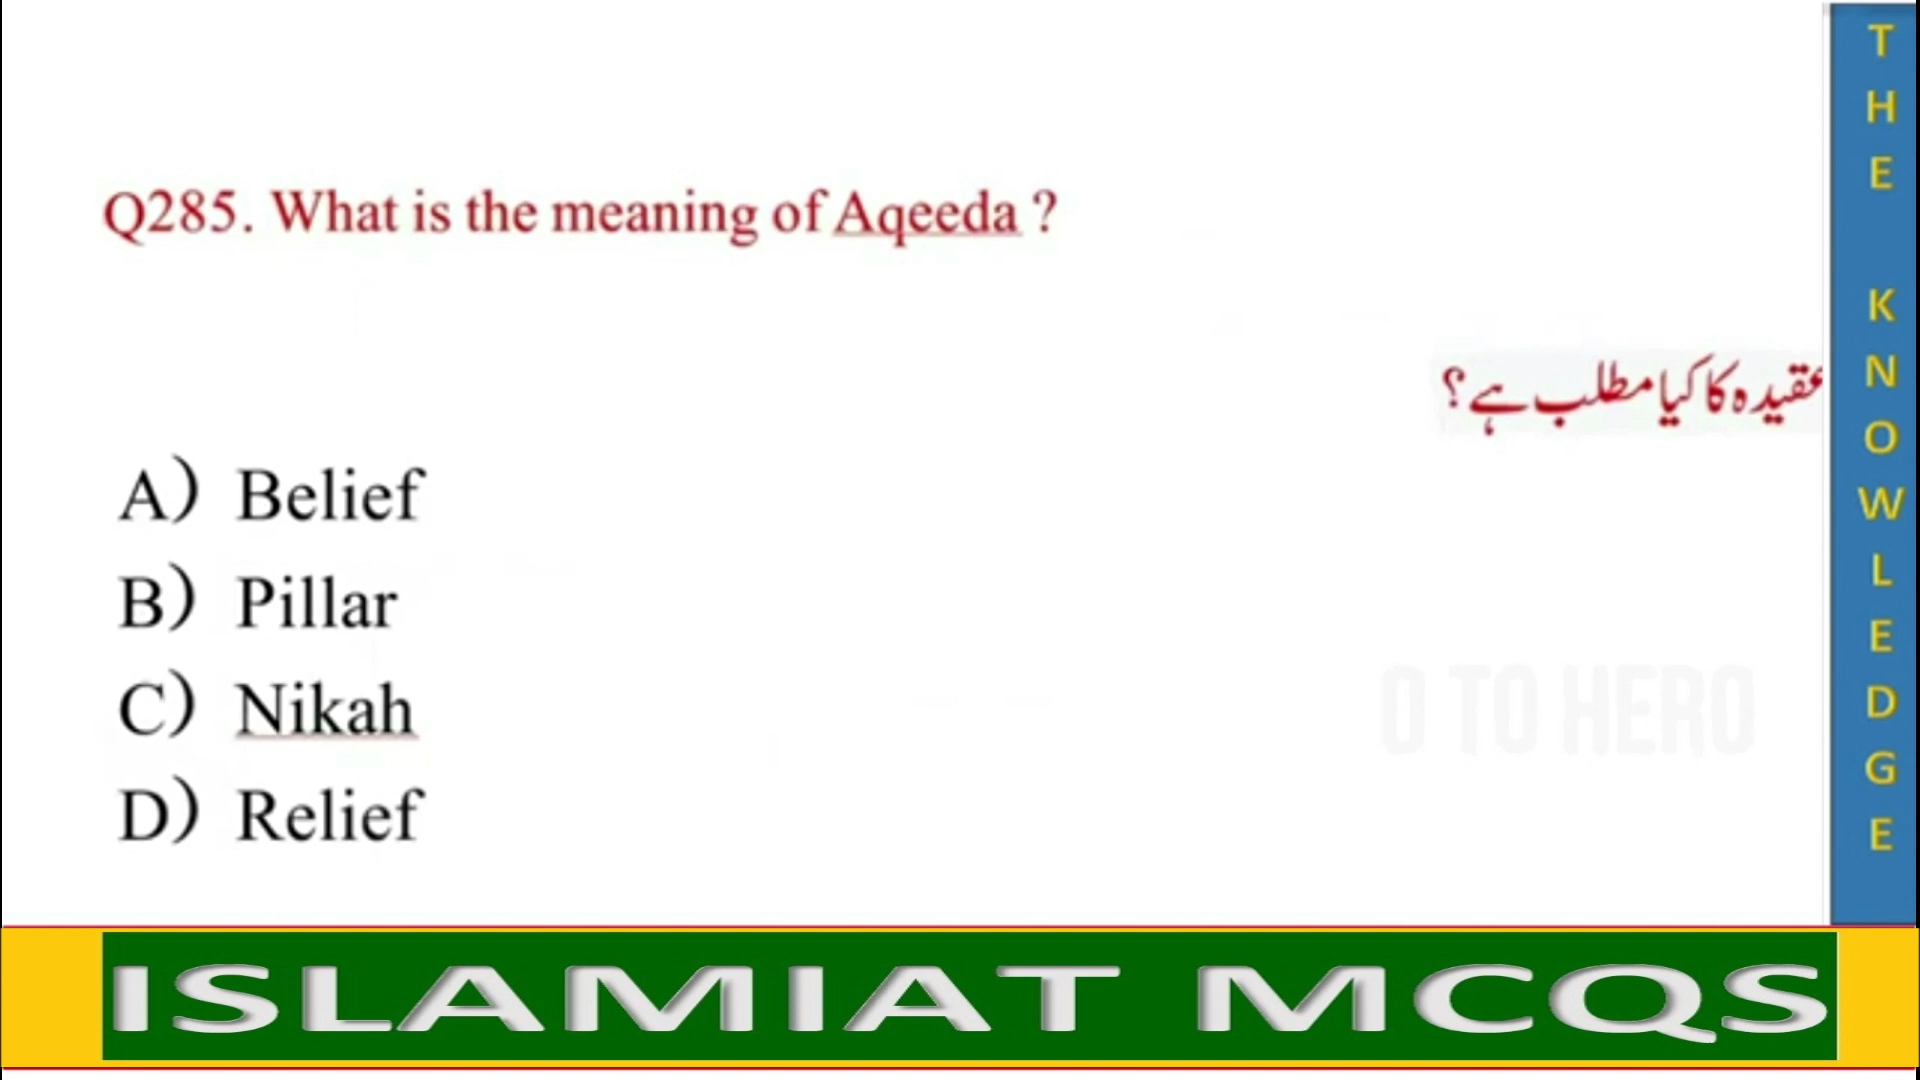 Q285. What is the meaning of Aqeeda ?
عقیدہ کا کیا مطلب ہے؟
A) Belief
B) Pillar
C) Nikah
D) Relief
0 TO HERO
THE KNOWLEDGE
ISLAMIAT MCQS